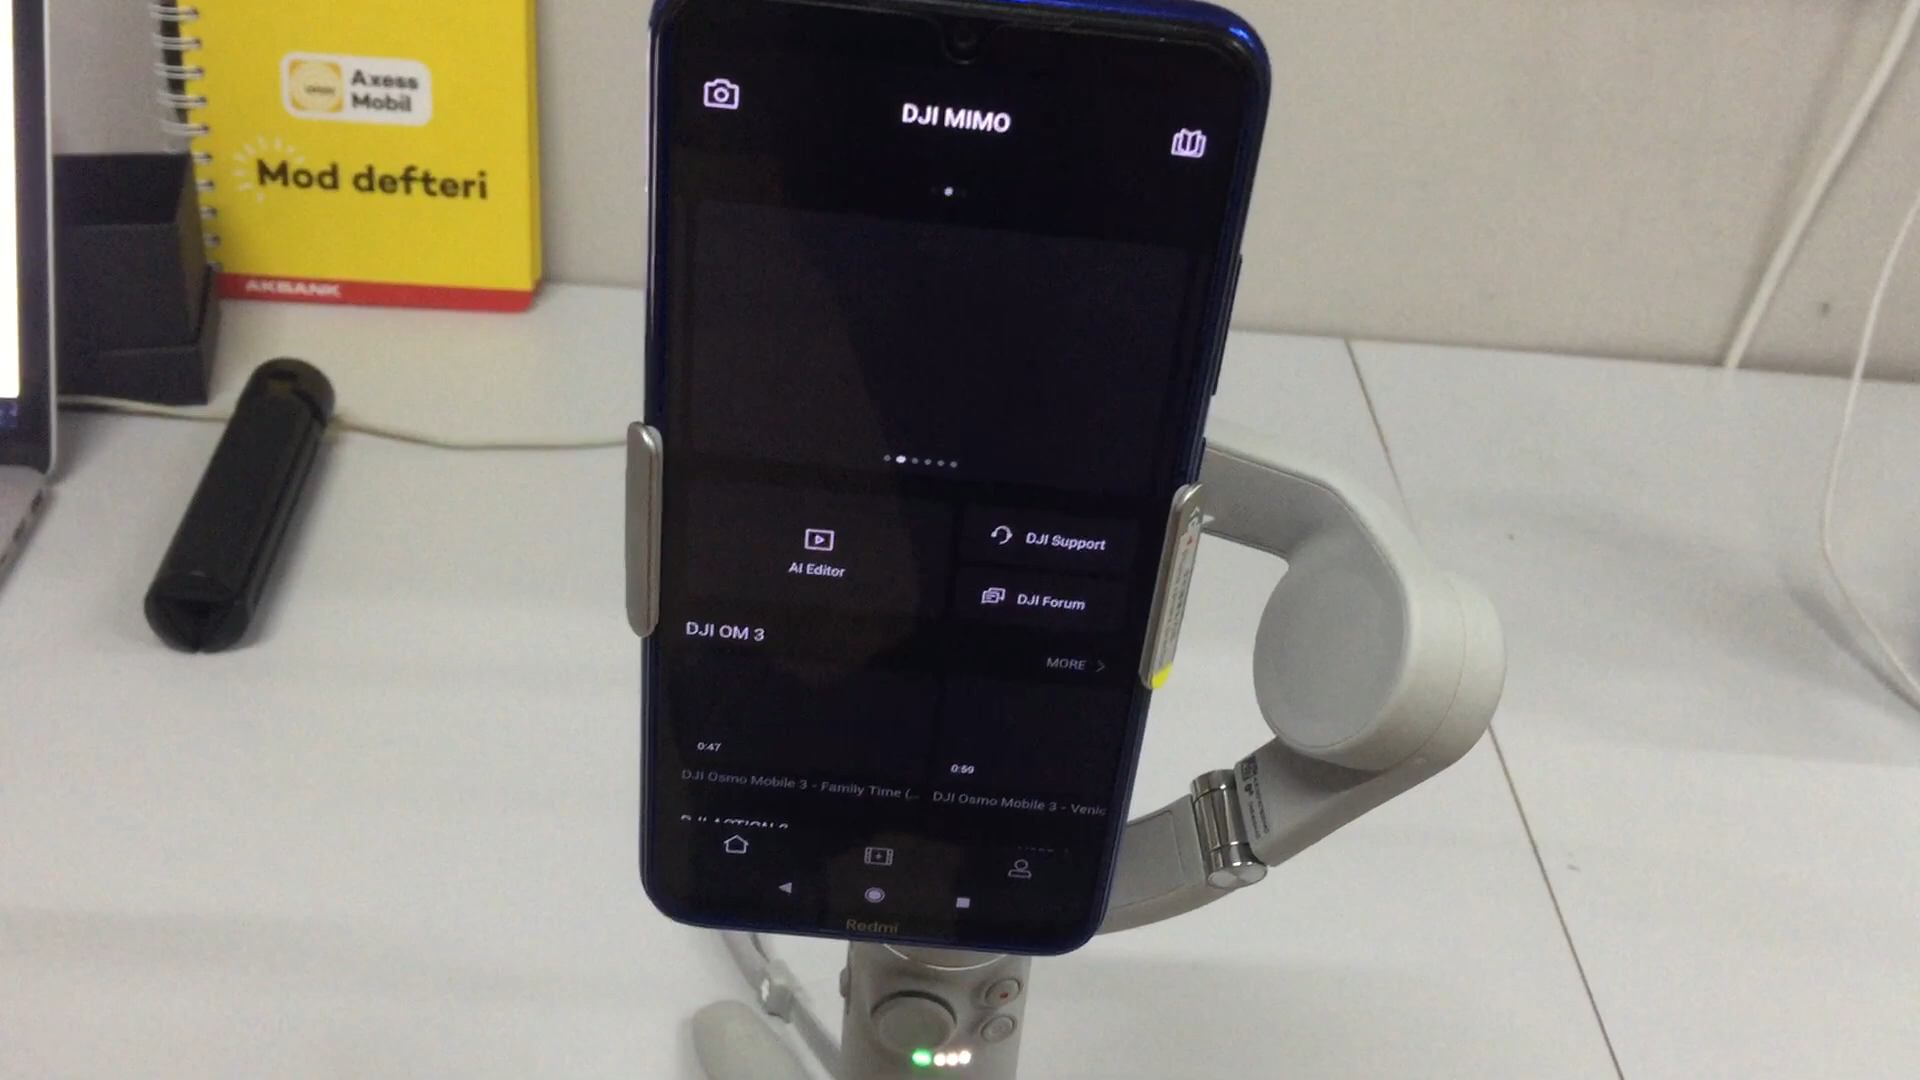 Axess
Mobil
Mod defteri
AKBANK
DJI MIMO
AI Editor
DJI Support
DJI Forum
DJI OM 3
MORE
0:47
DJI Osmo Mobile 3 - Family Time (...
0:59
DJI Osmo Mobile 3 - Venic
Redmi